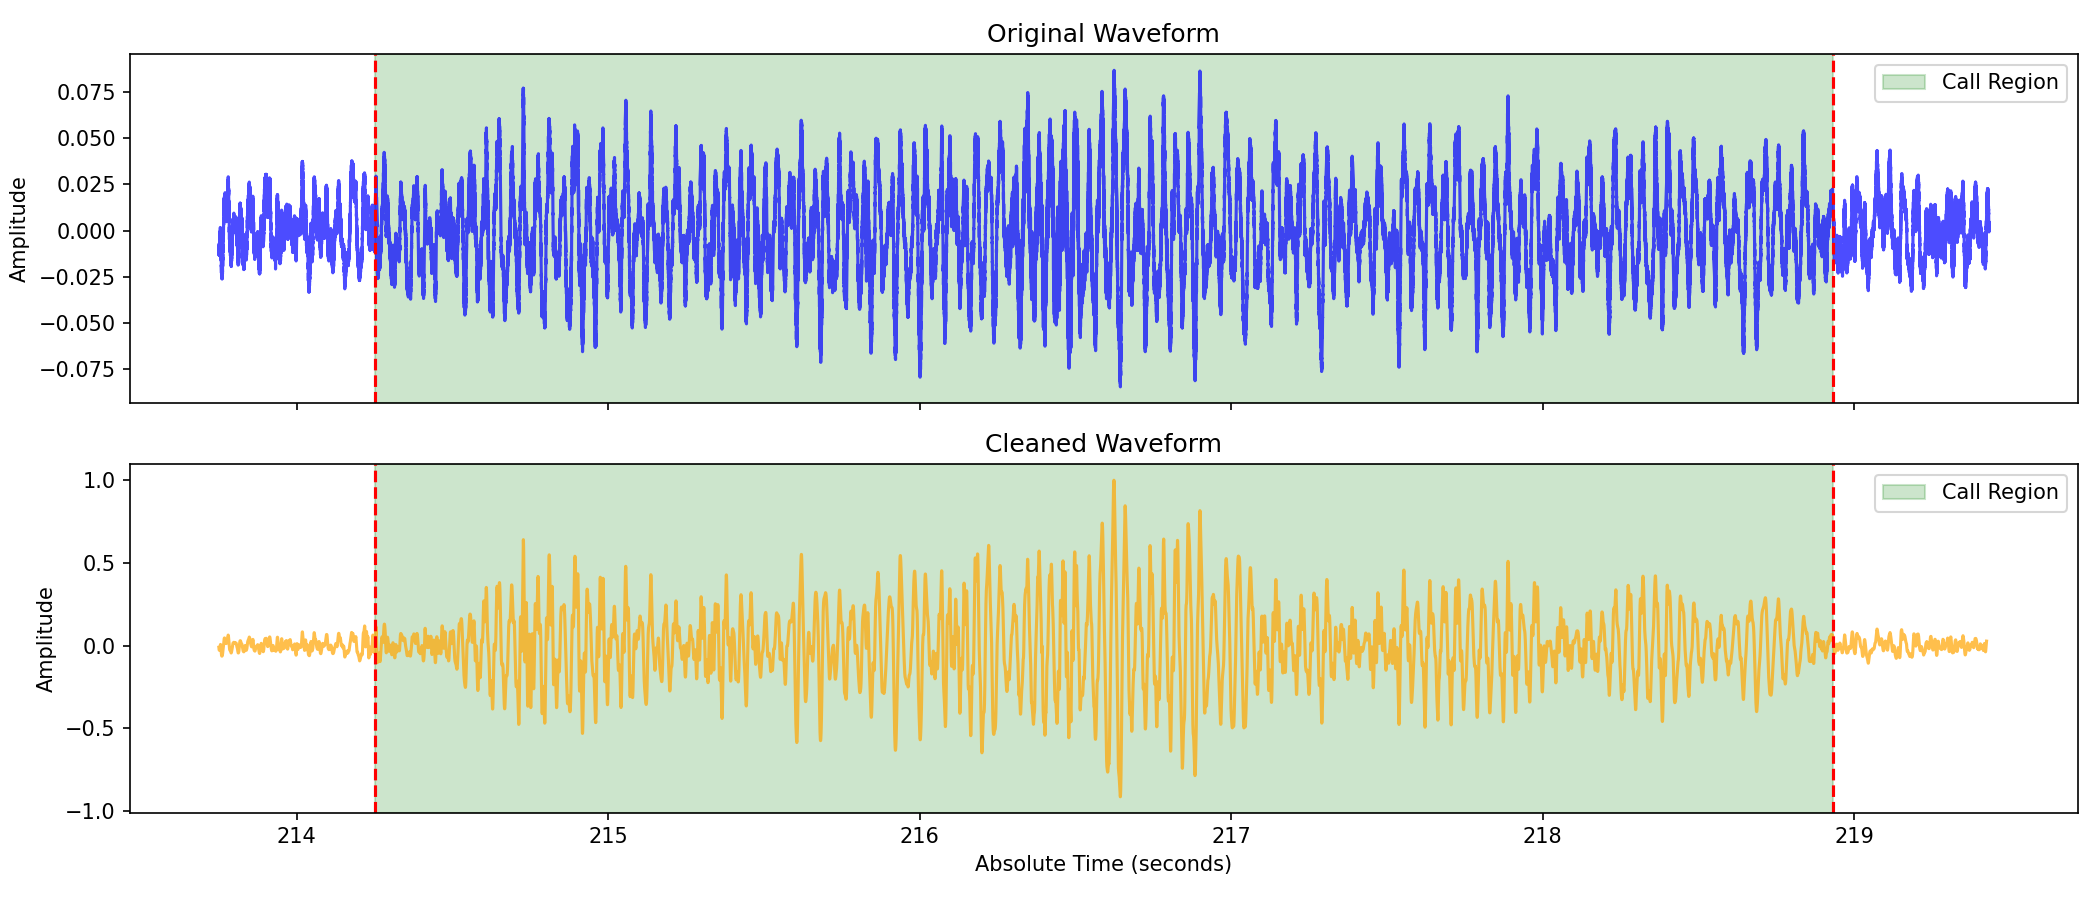 Original Waveform
Call Region
Amplitude
0.075
0.050
0.025
0.000
−0.025
−0.050
−0.075
Cleaned Waveform
Call Region
Amplitude
1.0
0.5
0.0
−0.5
−1.0
214 215 216 217 218 219
Absolute Time (seconds)